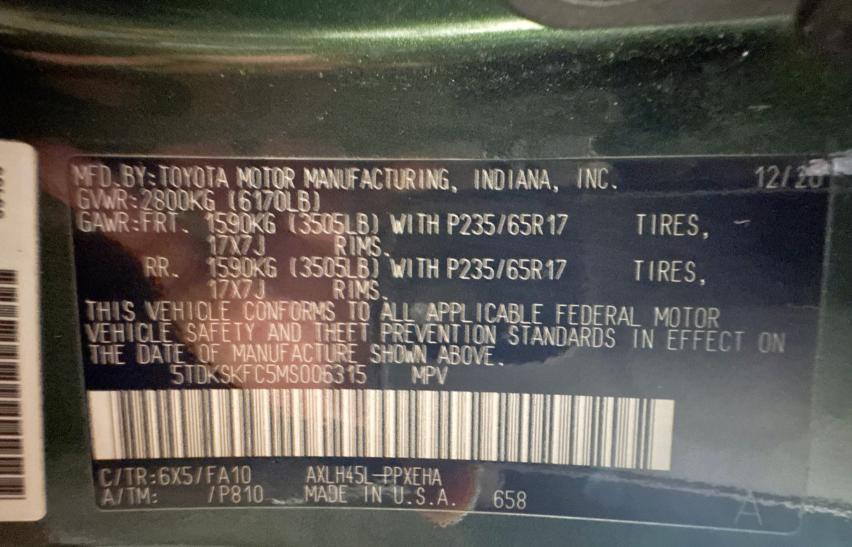 MFD.BY:TOYOTA MOTOR MANUFACTURING, INDIANA, INC. 12/20
GVWR:2800KG (6170LB)
GAWR:FRT. 1590KG (3505LB) WITH P235/65R17 TIRES,
17X7J RIMS.
RR. 1590KG (3505LB) WITH P235/65R17 TIRES,
17X7J RIMS.
THIS VEHICLE CONFORMS TO ALL APPLICABLE FEDERAL MOTOR
VEHICLE SAFETY AND THEFT PREVENTION STANDARDS IN EFFECT ON
THE DATE OF MANUFACTURE SHOWN ABOVE.
5TDKSKFC5MS006315 MPV
C/TR:6X5/FA10 AXLH45L-PPXEHA
A/TM: /P810 MADE IN U.S.A. 658
A